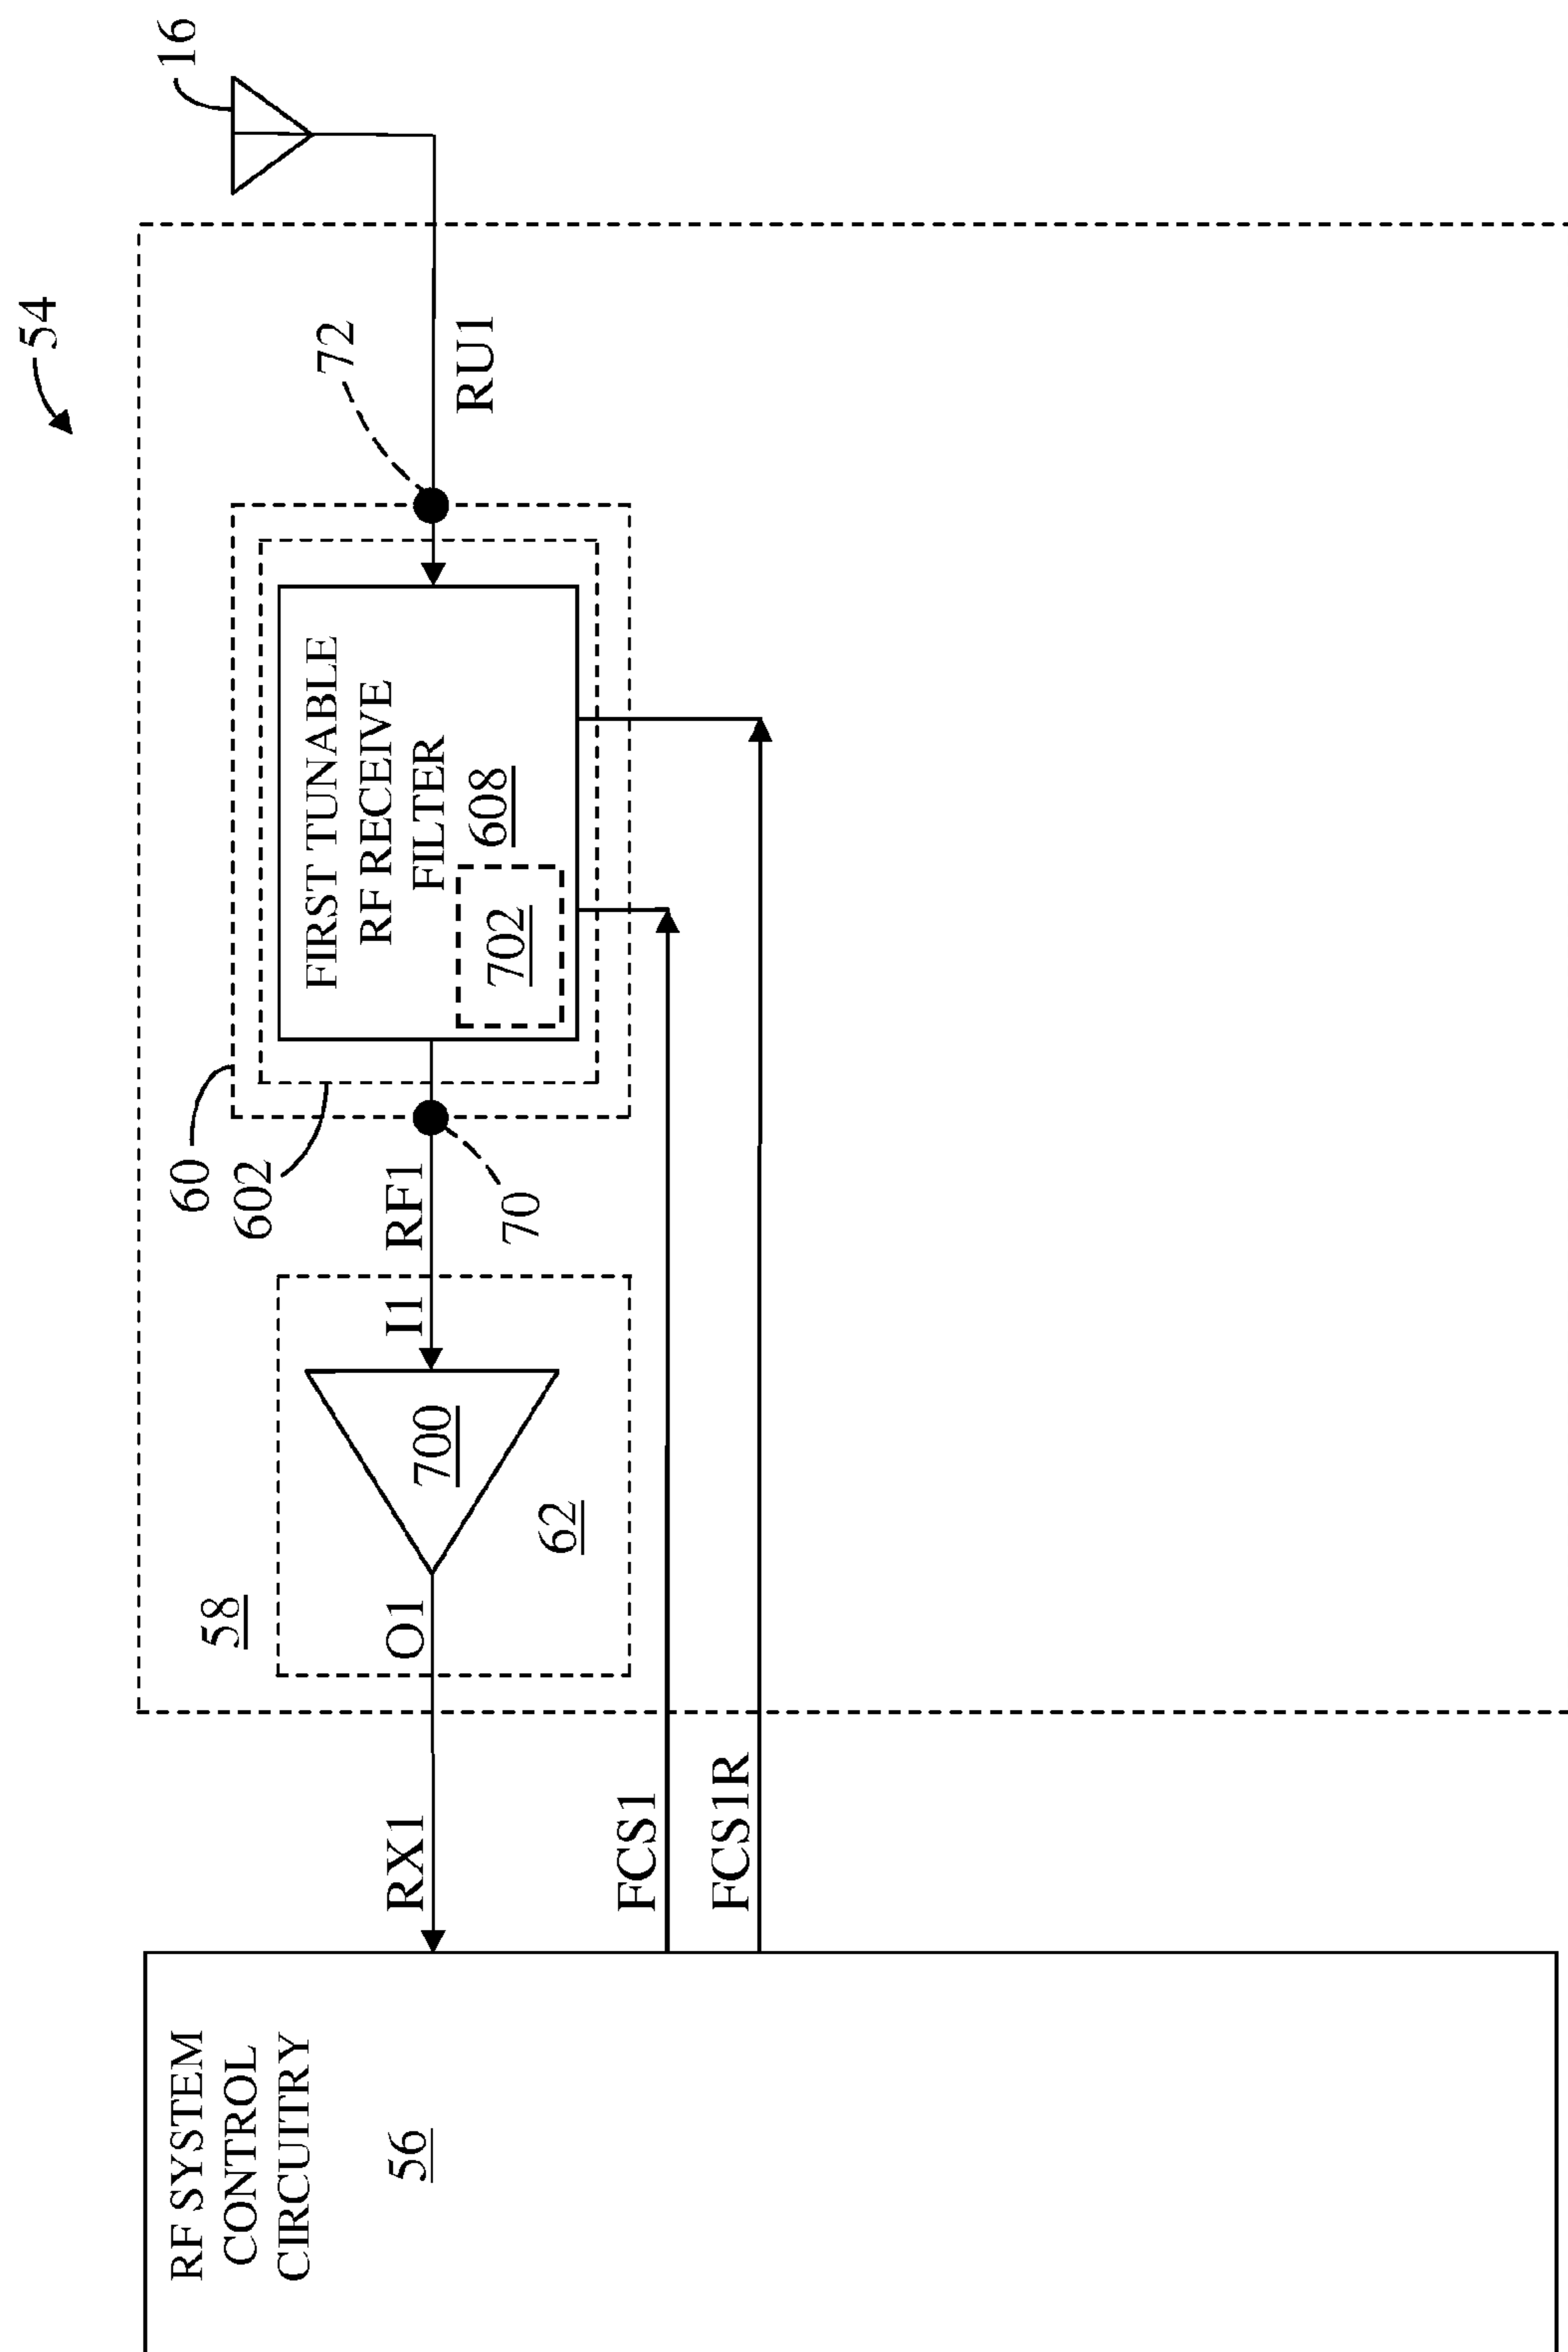 54
16
RF SYSTEM
CONTROL
CIRCUITRY
56
58
60
602
72
RX1
O1
700
62
I1
RF1
70
FIRST TUNABLE
RF RECEIVE
FILTER
608
702
RU1
FCS1
FCS1R